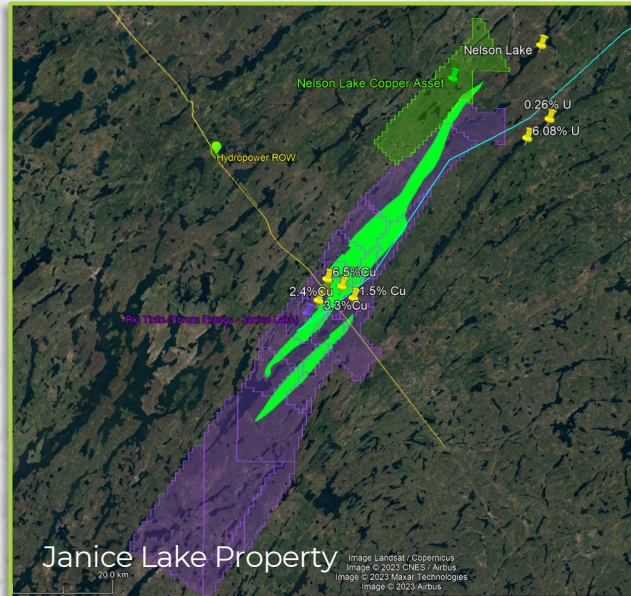 Nelson Lake
Nelson Lake Copper Asset
0.26% U
6.08% U
Hydropower ROW
6.5%Cu
2.4%Cu
1.5% Cu
3.3%Cu
Rio Tinto (Forum Energy - Janice Lake)
Janice Lake Property
20.0 km
Image Landsat / Copernicus
Image © 2023 CNES / Airbus
Image © 2023 Maxar Technologies
Image © 2023 Airbus